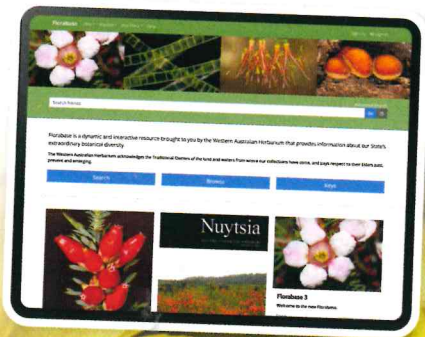 Florabase
Search florabase
Go
Florabase is a dynamic and interactive resource brought to you by the Western Australian Herbarium that provides information about our State's
extraordinary botanical diversity.
The Western Australian Herbarium acknowledges the Traditional Owners of the land and waters from where our collections have come, and pays respect to their Elders past,
present and emerging.
Search
Browse
Keys
Nuytsia
Florabase 3
Welcome to the new Florabase.